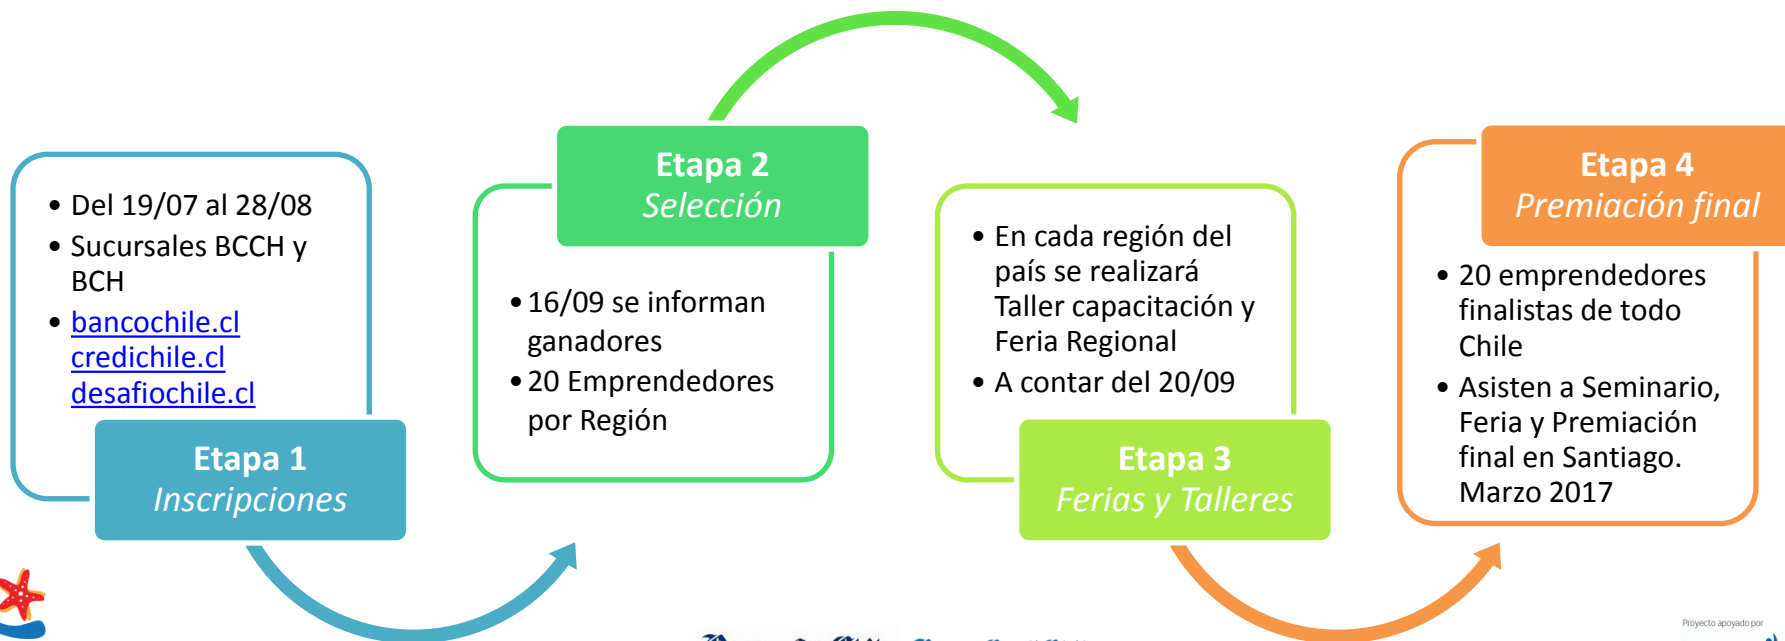 • Del 19/07 al 28/08
• Sucursales BCCH y
BCH
• bancochile.cl
credichile.cl
desafiochile.cl
Etapa 1
Inscripciones
Etapa 2
Selección
• 16/09 se informan
ganadores
• 20 Emprendedores
por Región
• En cada región del
país se realizará
Taller capacitación y
Feria Regional
• A contar del 20/09
Etapa 3
Ferias y Talleres
Etapa 4
Premiación final
• 20 emprendedores
finalistas de todo
Chile
• Asisten a Seminario,
Feria y Premiación
final en Santiago.
Marzo 2017
Proyecto apoyado por